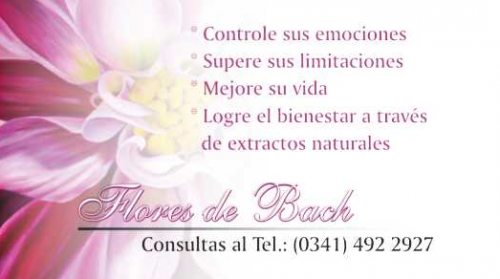 * Controle sus emociones
* Supere sus limitaciones
* Mejore su vida
* Logre el bienestar a través
de extractos naturales
Flores de Bach
Consultas al Tel.: (0341) 492 2927